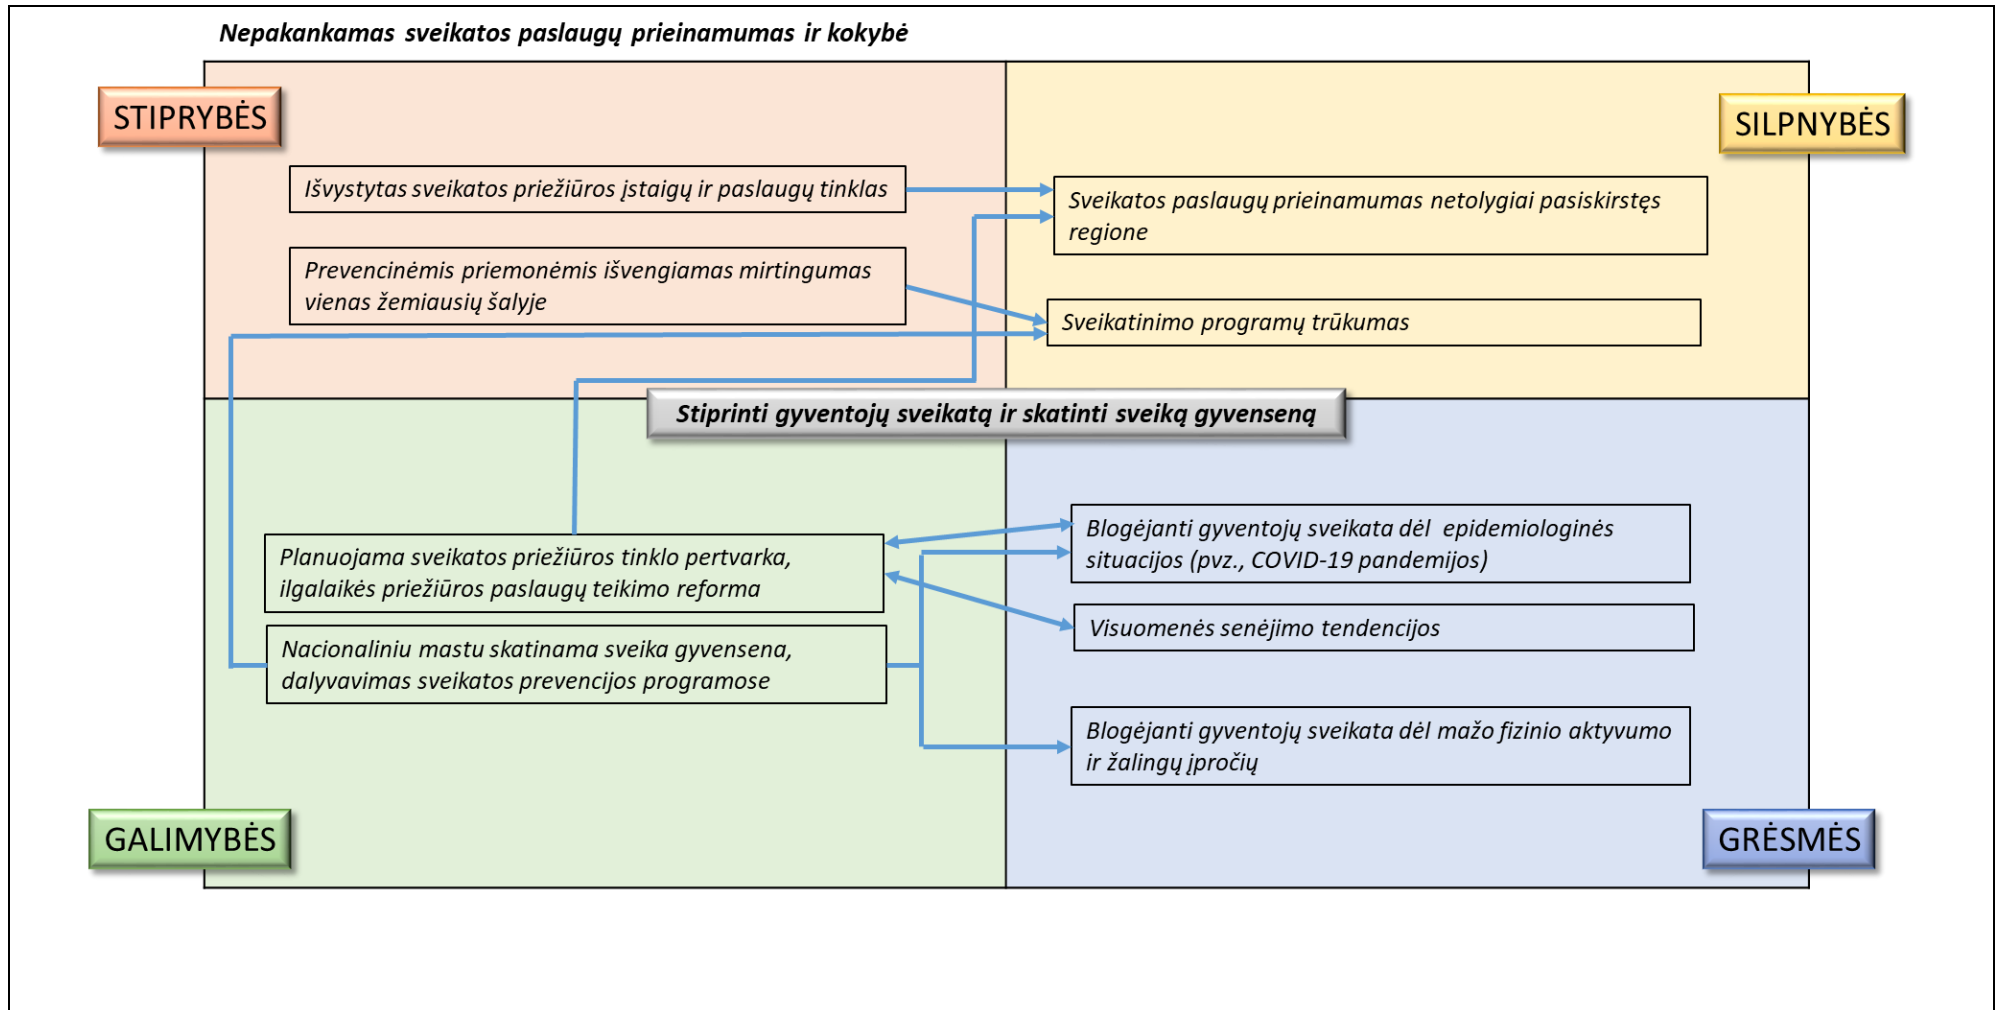 Nepakankamas sveikatos paslaugų prieinamumas ir kokybė
STIPRYBĖS
SILPNYBĖS
Išvystytas sveikatos priežiūros įstaigų ir paslaugų tinklas
Sveikatos paslaugų prieinamumas netolygiai pasiskirstęs
regione
Prevencinėmis priemonėmis išvengiamas mirtingumas
vienas žemiausių šalyje
Sveikatinimo programų trūkumas
Stiprinti gyventojų sveikatą ir skatinti sveiką gyvenseną
Planuojama sveikatos priežiūros tinklo pertvarka,
ilgalaikės priežiūros paslaugų teikimo reforma
Nacionaliniu mastu skatinama sveika gyvensena,
dalyvavimas sveikatos prevencijos programose
Blogėjanti gyventojų sveikata dėl epidemiologinės
situacijos (pvz., COVID-19 pandemijos)
Visuomenės senėjimo tendencijos
Blogėjanti gyventojų sveikata dėl mažo fizinio aktyvumo
ir žalingų įpročių
GALIMYBĖS
GRĖSMĖS